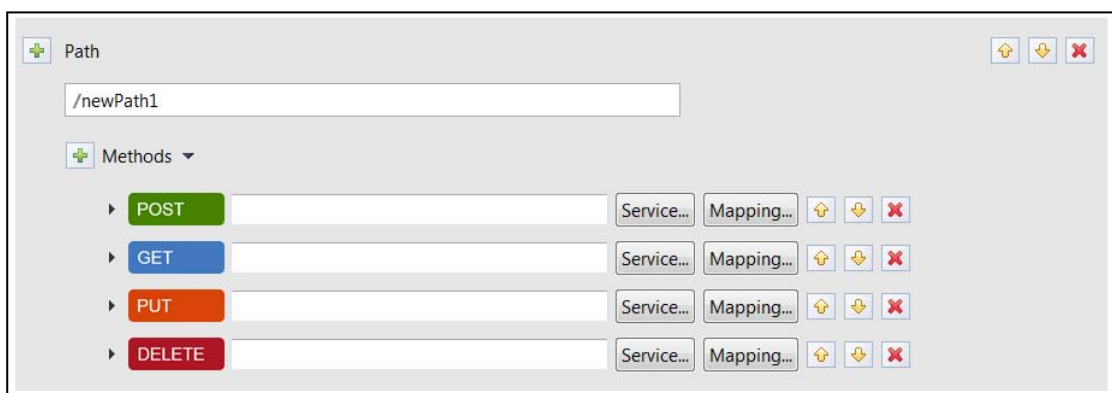 Path
/newPath1
Methods
POST Service... Mapping...
GET Service... Mapping...
PUT Service... Mapping...
DELETE Service... Mapping...